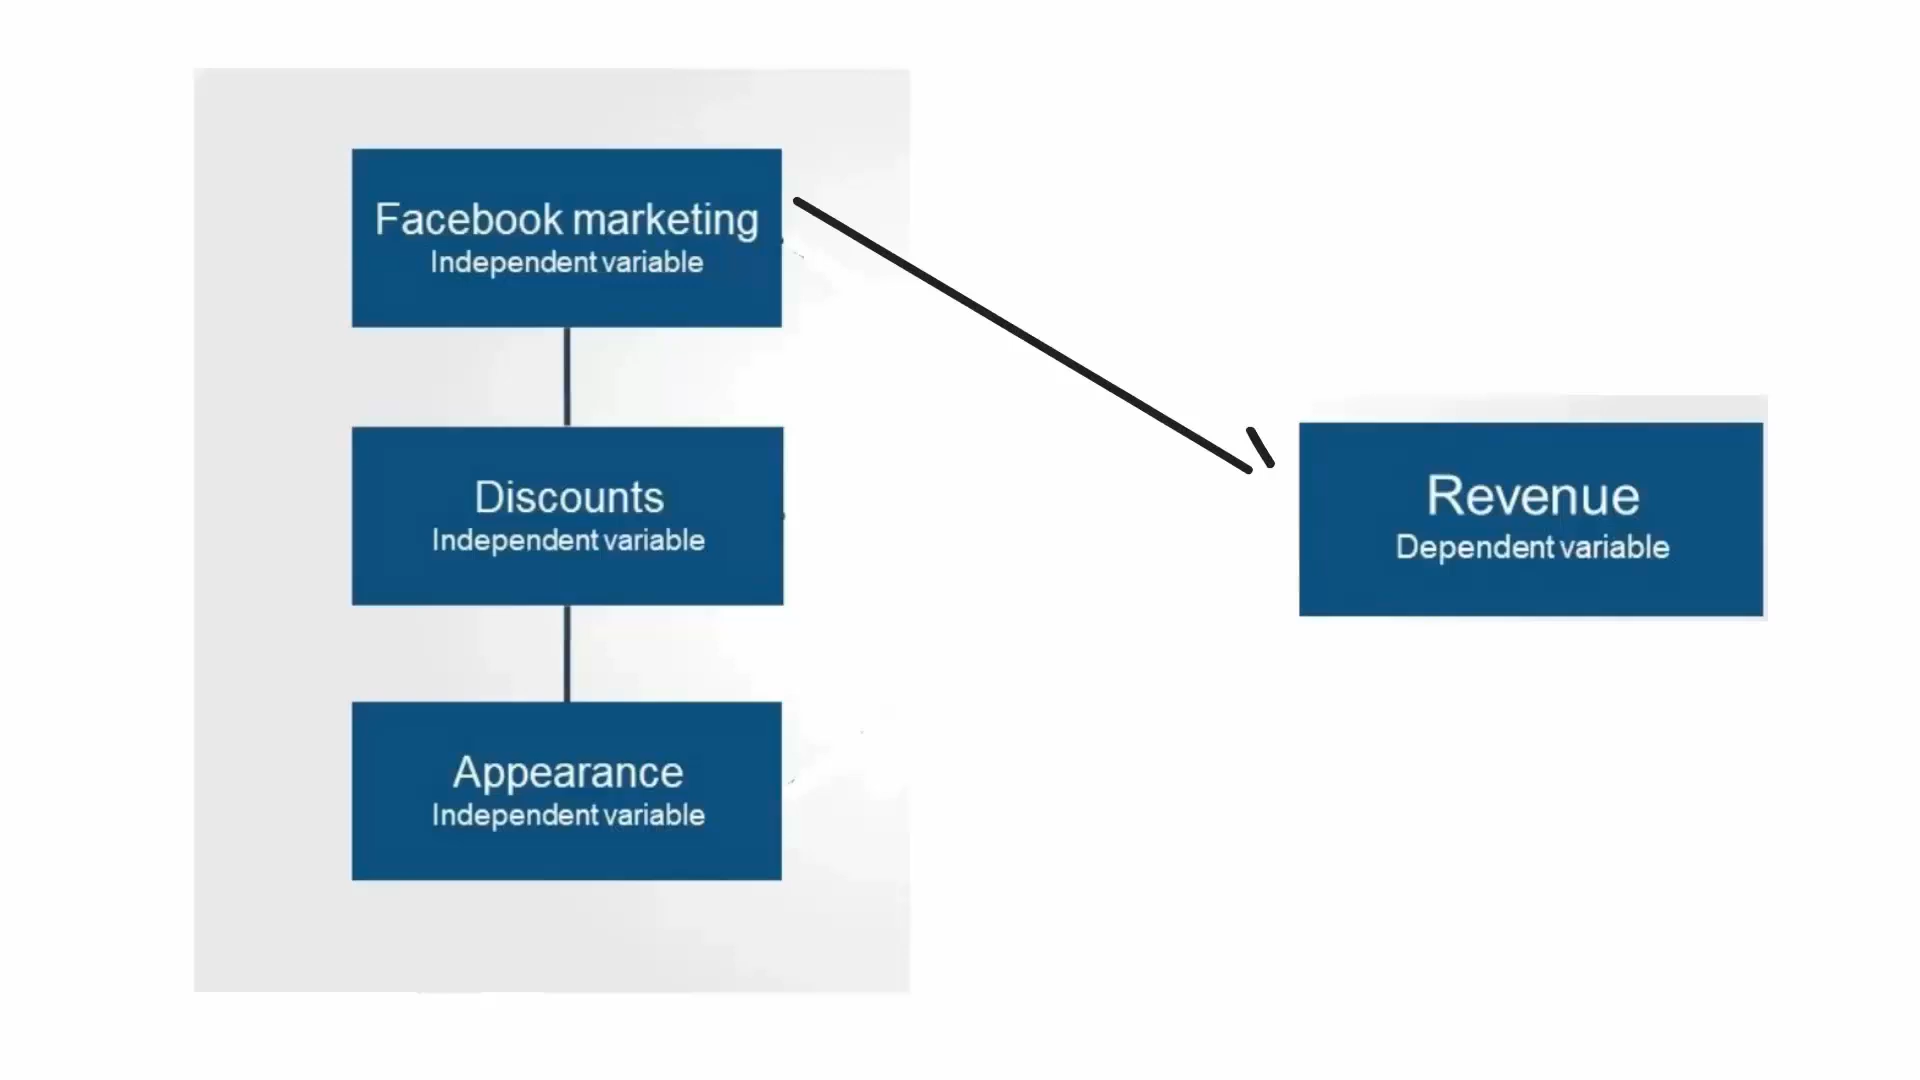 Facebook marketing
Independent variable
Discounts
Independent variable
Appearance
Independent variable
Revenue
Dependent variable